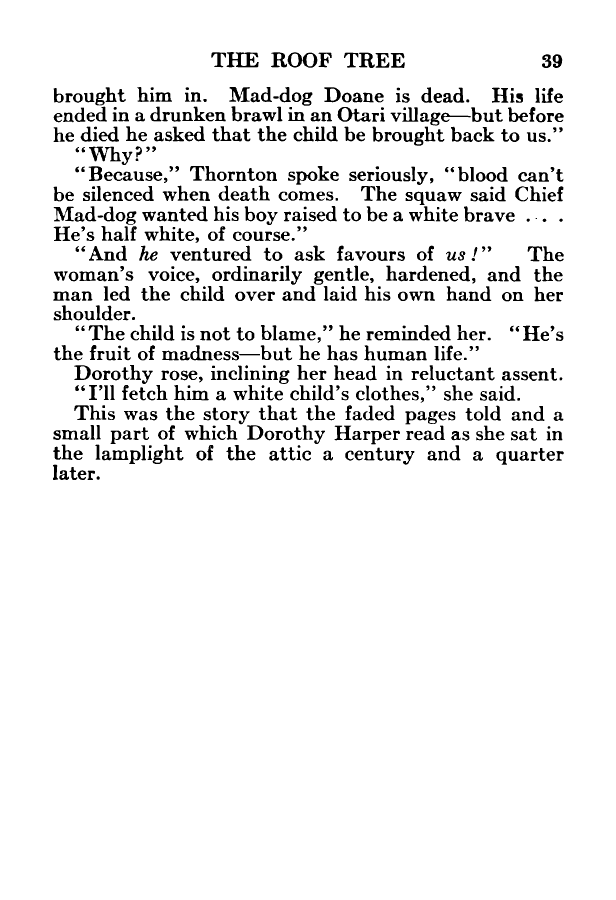 THE ROOF TREE 39
brought him in. Mad-dog Doane is dead. His life
ended in a drunken brawl in an Otari village—but before
he died he asked that the child be brought back to us."
"Why?"
"Because," Thornton spoke seriously, "blood can't
be silenced when death comes. The squaw said Chief
Mad-dog wanted his boy raised to be a white brave . . .
He's half white, of course."
"And he ventured to ask favours of us!" The
woman's voice, ordinarily gentle, hardened, and the
man led the child over and laid his own hand on her
shoulder.
"The child is not to blame," he reminded her. "He's
the fruit of madness—but he has human life."
Dorothy rose, inclining her head in reluctant assent.
"I'll fetch him a white child's clothes," she said.
This was the story that the faded pages told and a
small part of which Dorothy Harper read as she sat in
the lamplight of the attic a century and a quarter
later.